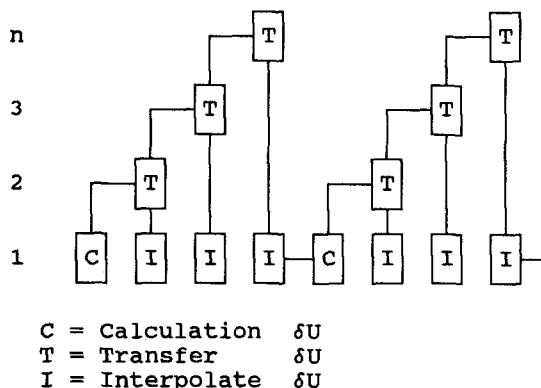 n T T
3 T T
2 T T
1 C I I I C I I I
C = Calculation δU
T = Transfer δU
I = Interpolate δU